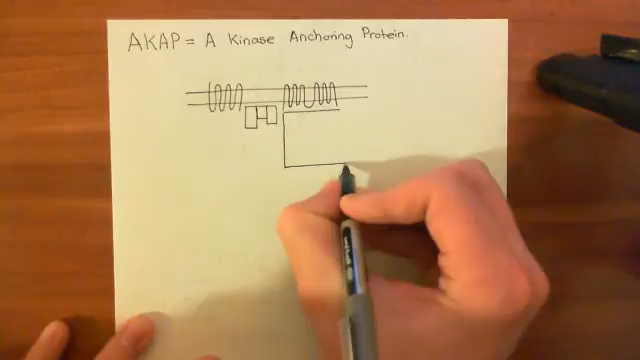 AKAP = A Kinase Anchoring Protein.